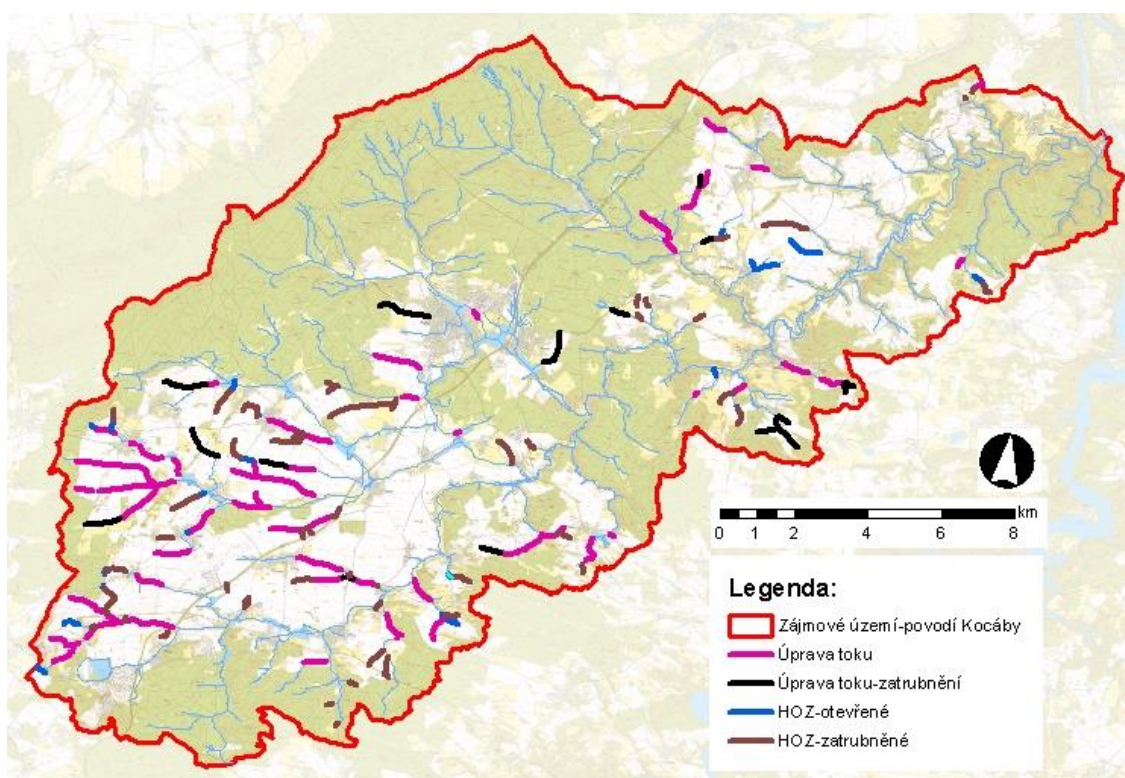 km
0 1 2 4 6 8
Legenda:
Zájmové území-povodí Kocáby
Úprava toku
Úprava toku-zatrubnění
HOZ-otevřené
HOZ-zatrubněné